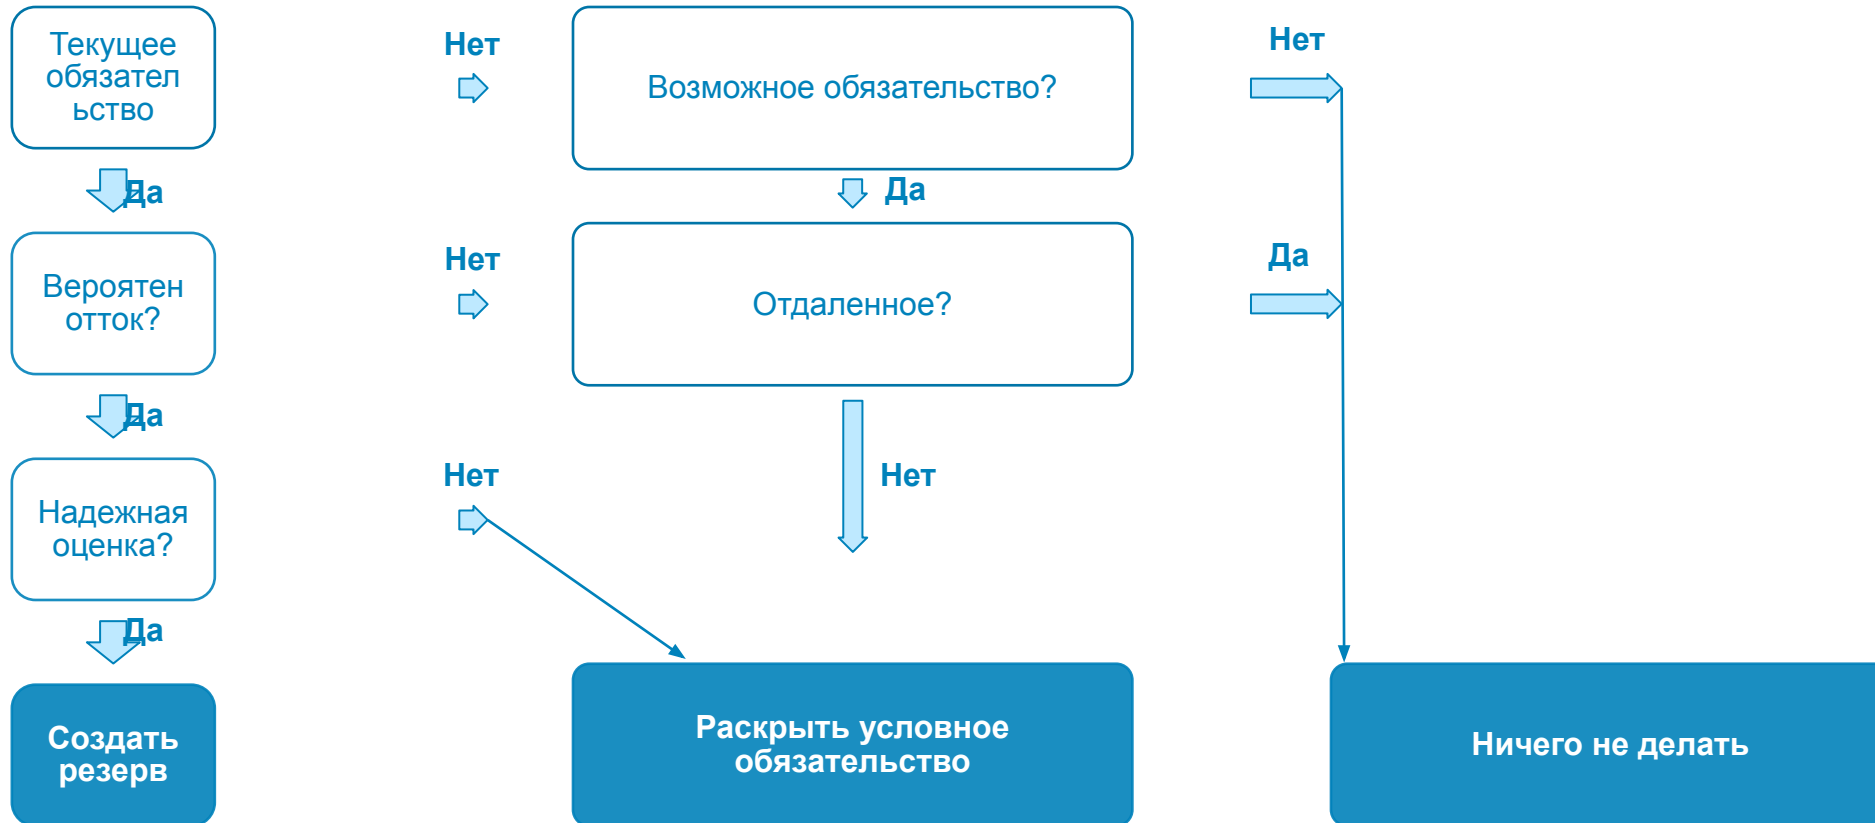 Текущее
обязател
ьство
Нет
Возможное обязательство?
Нет
Да
Да
Вероятен
отток?
Нет
Отдаленное?
Да
Да
Надежная
оценка?
Нет
Нет
Да
Создать
резерв
Раскрыть условное
обязательство
Ничего не делать